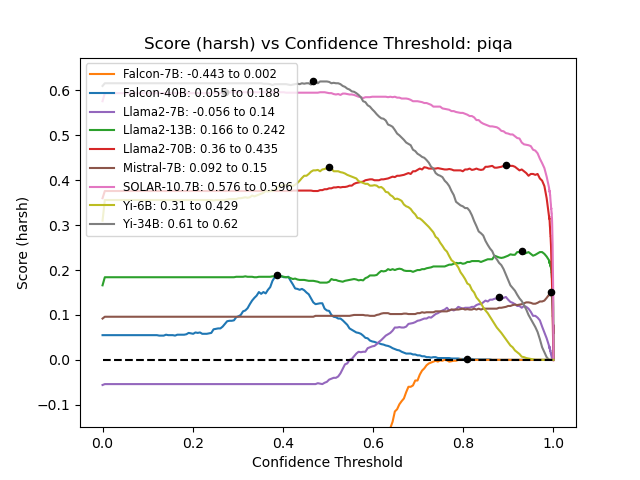 Score (harsh) vs Confidence Threshold: piqa
Score (harsh)
0.6
0.5
0.4
0.3
0.2
0.1
0.0
−0.1
Falcon-7B: -0.443 to 0.002
Falcon-40B: 0.055 to 0.188
Llama2-7B: -0.056 to 0.14
Llama2-13B: 0.166 to 0.242
Llama2-70B: 0.36 to 0.435
Mistral-7B: 0.092 to 0.15
SOLAR-10.7B: 0.576 to 0.596
Yi-6B: 0.31 to 0.429
Yi-34B: 0.61 to 0.62
0.0 0.2 0.4 0.6 0.8 1.0
Confidence Threshold